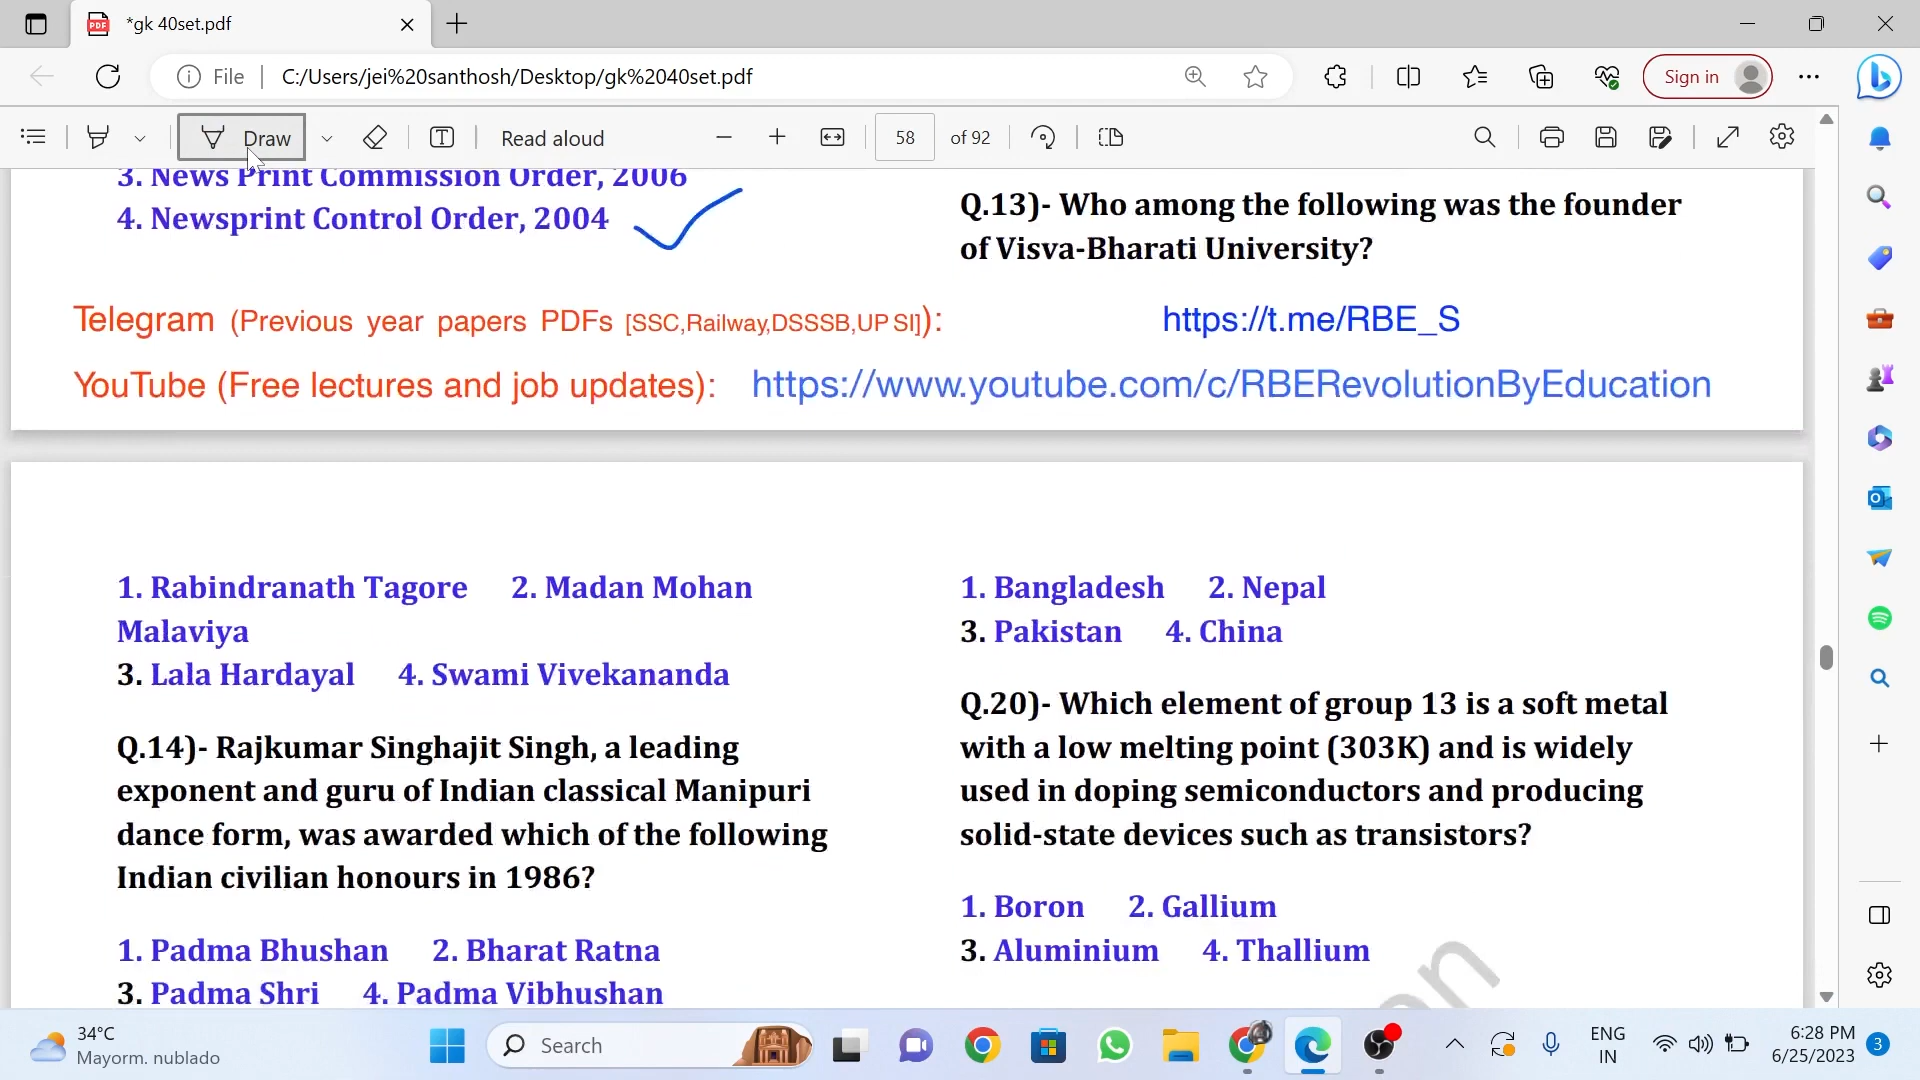 *gk 40set.pdf
File
C:/Users/jei%20santhosh/Desktop/gk%2040set.pdf
Sign in
Draw
Read aloud
58
of 92
3. News Print Commission Order, 2006
4. Newsprint Control Order, 2004
Q.13)- Who among the following was the founder
of Visva-Bharati University?
Telegram (Previous year papers PDFs [SSC,Railway,DSSSB,UP SI]): https://t.me/RBE_S
YouTube (Free lectures and job updates): https://www.youtube.com/c/RBERevolutionByEducation
1. Rabindranath Tagore 2. Madan Mohan
Malaviya
3. Lala Hardayal 4. Swami Vivekananda
Q.14)- Rajkumar Singhajit Singh, a leading
exponent and guru of Indian classical Manipuri
dance form, was awarded which of the following
Indian civilian honours in 1986?
1. Padma Bhushan 2. Bharat Ratna
3. Padma Shri 4. Padma Vibhushan
1. Bangladesh 2. Nepal
3. Pakistan 4. China
Q.20)- Which element of group 13 is a soft metal
with a low melting point (303K) and is widely
used in doping semiconductors and producing
solid-state devices such as transistors?
1. Boron 2. Gallium
3. Aluminium 4. Thallium
on
34°C
Mayorm. nublado
Search
ENG
IN
6:28 PM
6/25/2023
3